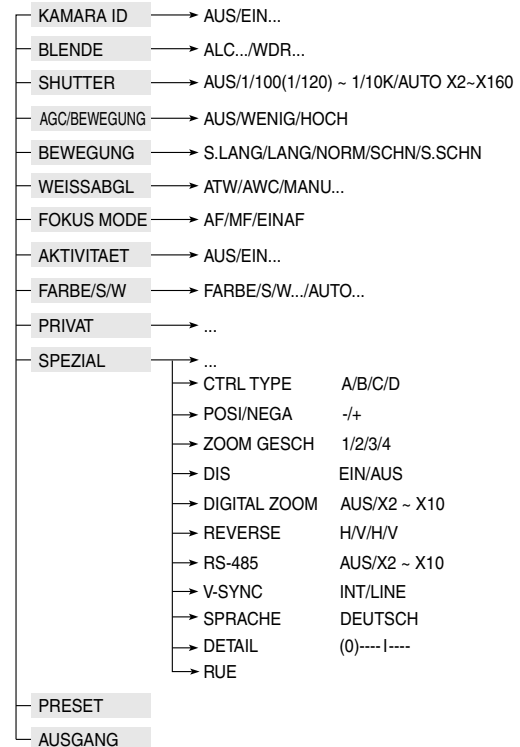 KAMARA ID AUS/EIN...
BLENDE ALC.../WDR...
SHUTTER AUS/1/100(1/120) ~ 1/10K/AUTO X2~X160
AGC/BEWEGUNG AUS/WENIG/HOCH
BEWEGUNG S.LANG/LANG/NORM/SCHN/S.SCHN
WEISSABGL ATW/AWC/MANU...
FOKUS MODE AF/MF/EINAF
AKTIVITAET AUS/EIN...
FARBE/S/W FARBE/S/W.../AUTO...
PRIVAT ...
SPEZIAL ...
CTRL TYPE A/B/C/D
POSI/NEGA -/+
ZOOM GESCH 1/2/3/4
DIS EIN/AUS
DIGITAL ZOOM AUS/X2 ~ X10
REVERSE H/V/H/V
RS-485 AUS/X2 ~ X10
V-SYNC INT/LINE
SPRACHE DEUTSCH
DETAIL (0)----I----
RUE
PRESET
AUSGANG